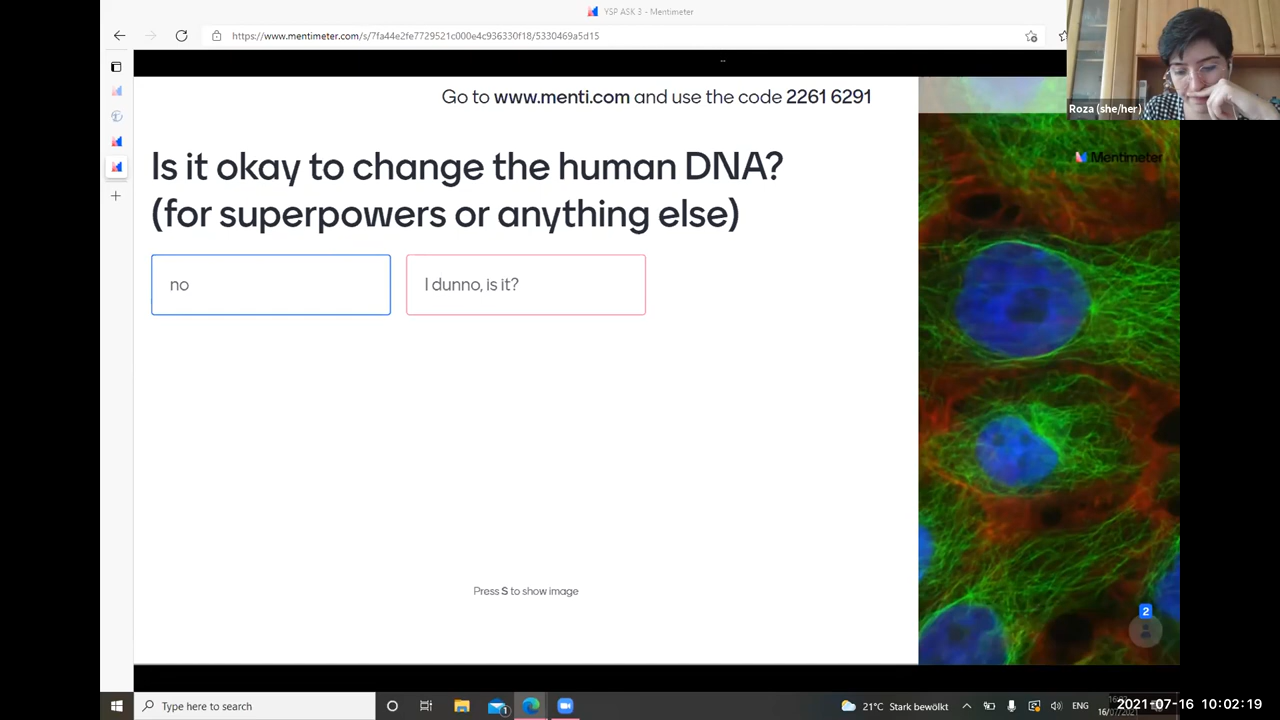 YSP ASK 3 - Mentimeter
https://www.mentimeter.com/s/7fa44e2fe7729521c000e4c936330f18/5330469a5d15
Roza (she/her)
Go to www.menti.com and use the code 2261 6291
Mentimeter
Is it okay to change the human DNA?
(for superpowers or anything else)
no
I dunno, is it?
Press S to show image
2
Type here to search
1
21°C Stark bewölkt
ENG
2021-07-16 10:02:19